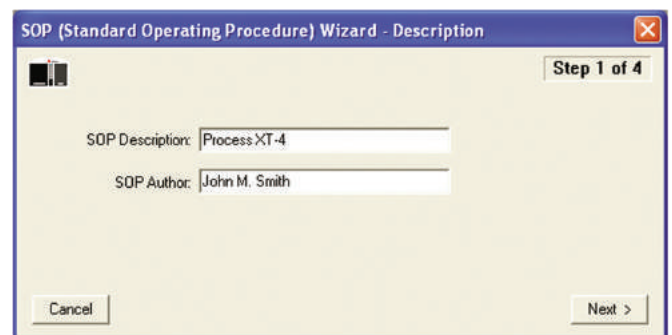 SOP (Standard Operating Procedure) Wizard - Description
Step 1 of 4
SOP Description: Process XT-4
SOP Author: John M. Smith
Cancel Next >